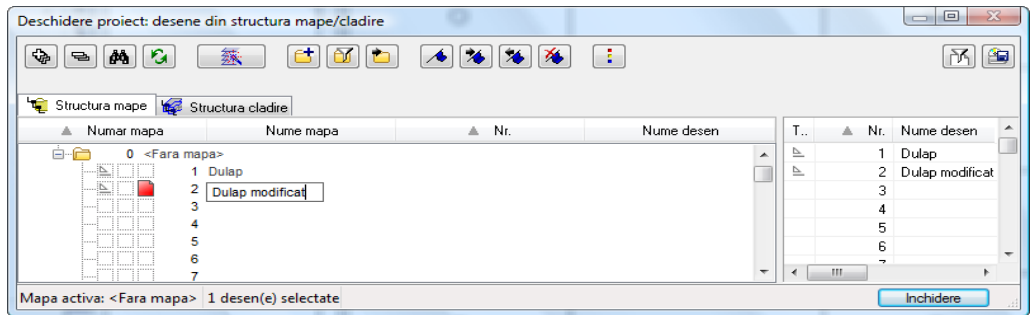 Deschidere proiect: desene din structura mape/cladire
Structura mape Structura cladire
Numar mapa Nume mapa Nr. Nume desen T.. Nr. Nume desen
0 <Fara mapa>
1 Dulap 1 Dulap
2 Dulap modificat 2 Dulap modificat
3 3
4 4
5 5
6 6
7 7
Mapa activa: <Fara mapa> 1 desen(e) selectate Inchidere